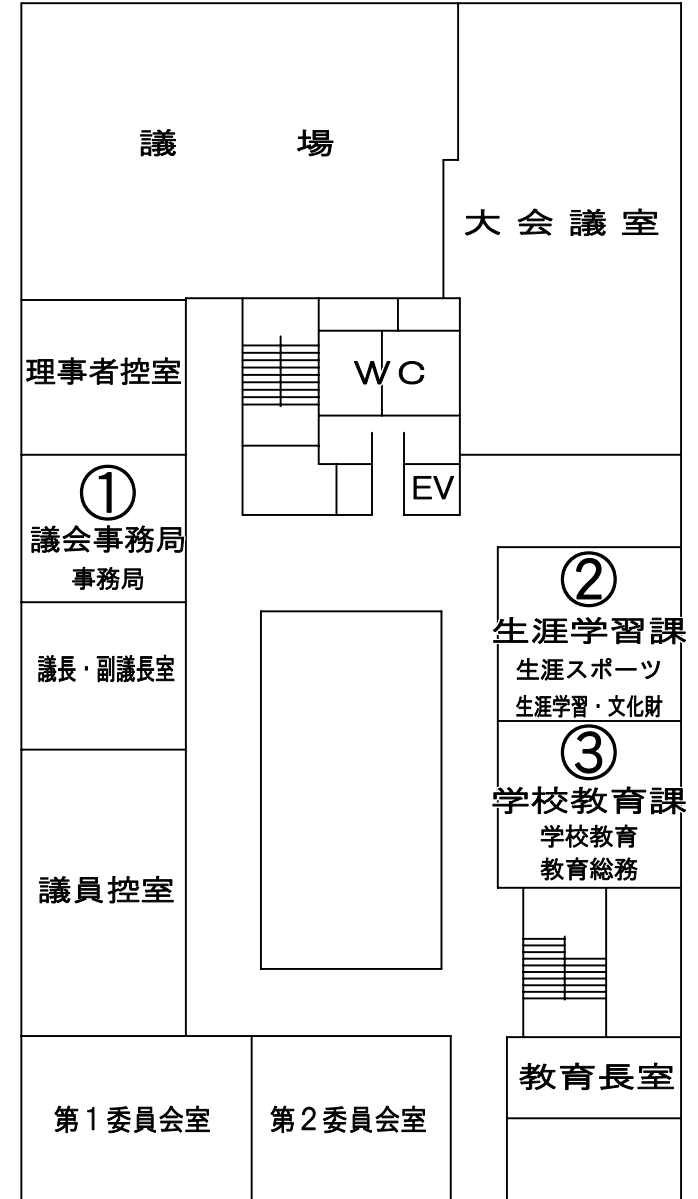 議場
大会議室
理事者控室
WC
EV
①
議会事務局
事務局
②
生涯学習課
生涯スポーツ
生涯学習・文化財
議長・副議長室
③
学校教育課
学校教育
教育総務
議員控室
教育長室
第1委員会室
第2委員会室